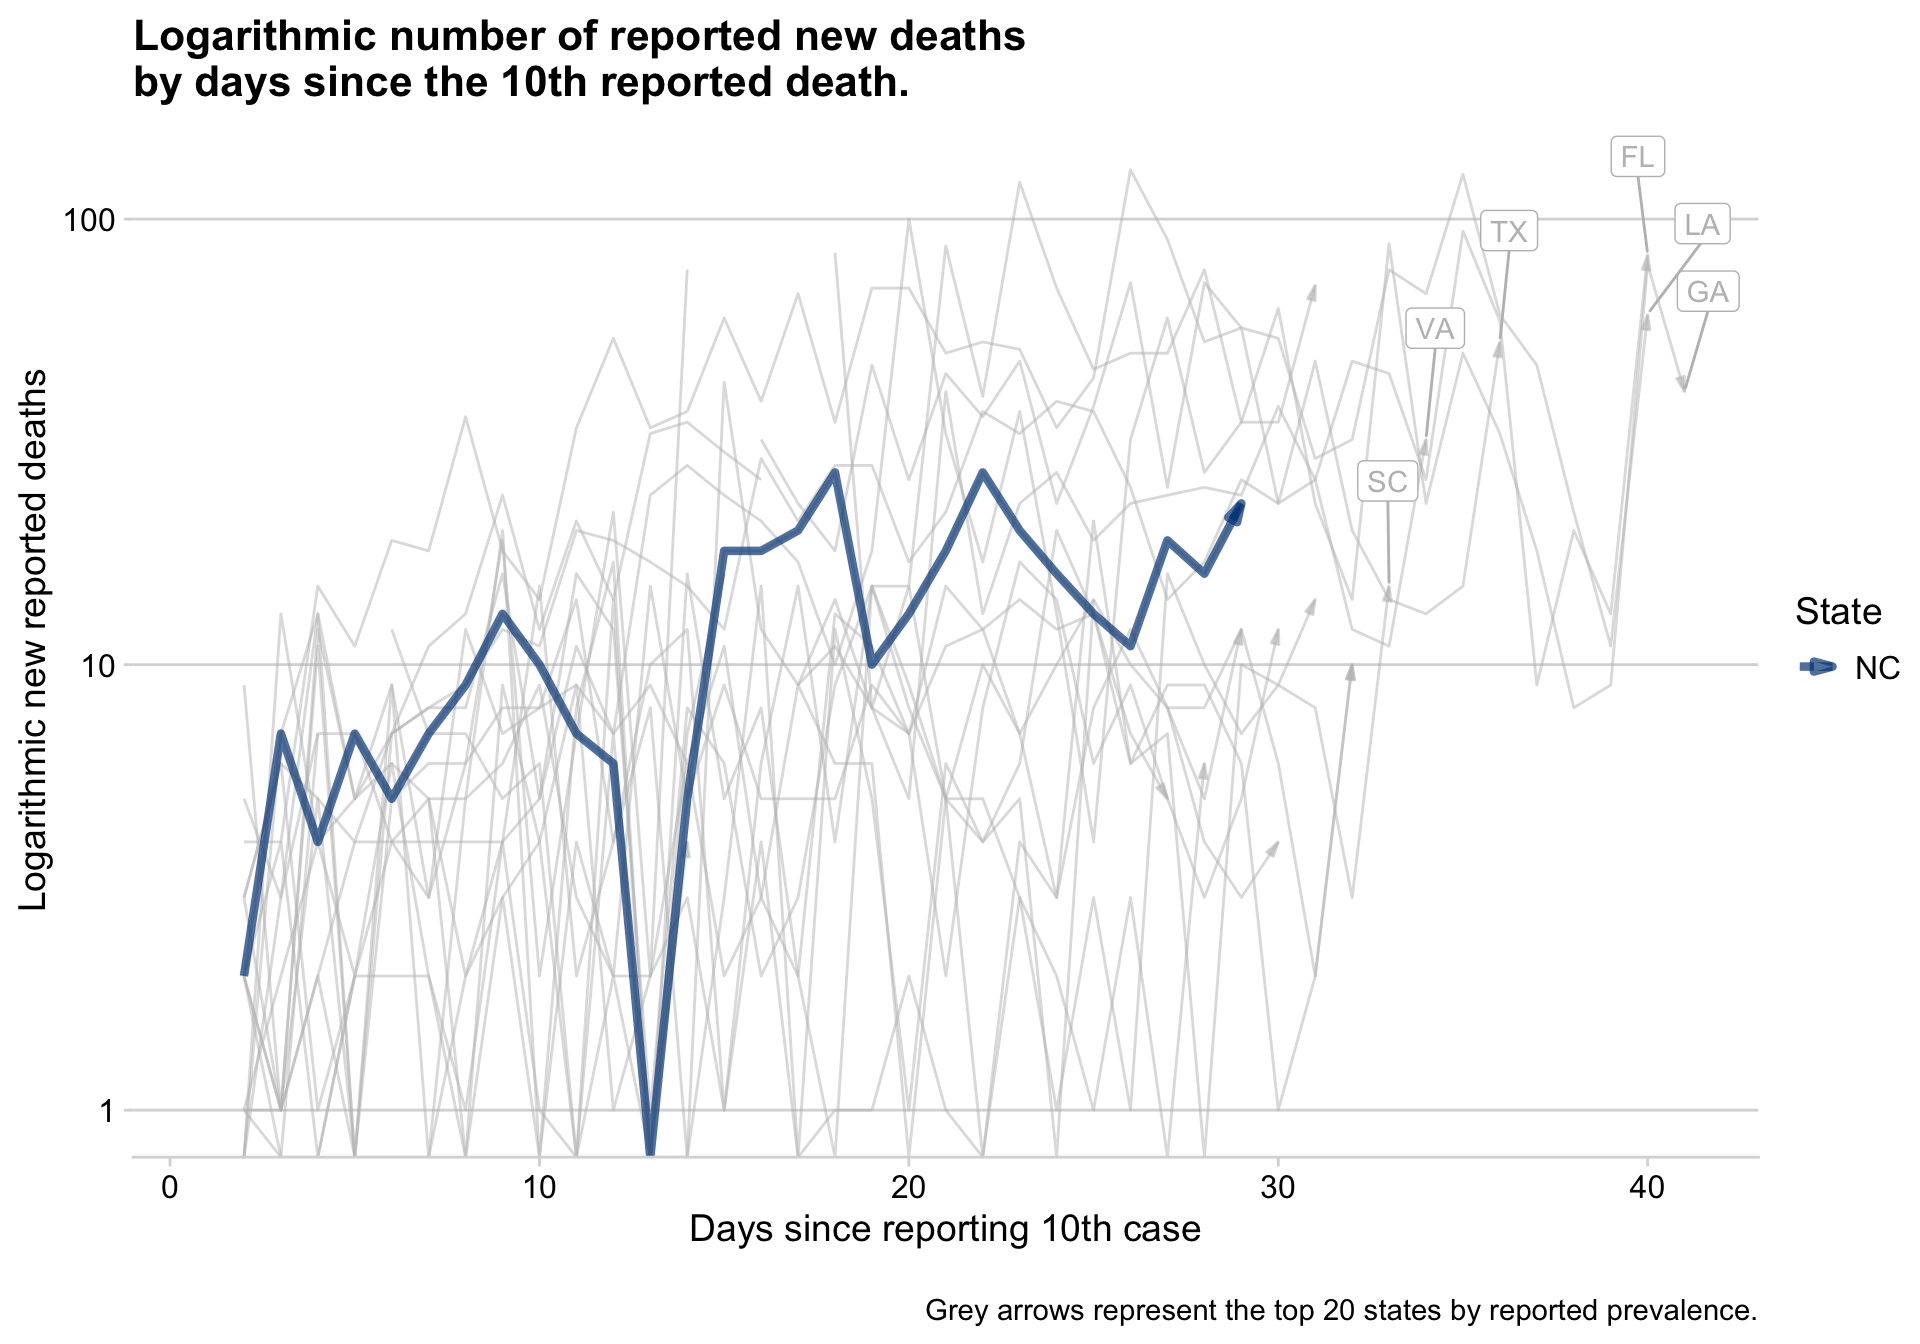 Logarithmic number of reported new deaths
by days since the 10th reported death.
Logarithmic new reported deaths
100
10
1
FL
LA
TX
GA
VA
SC
State
NC
0 10 20 30 40
Days since reporting 10th case
Grey arrows represent the top 20 states by reported prevalence.